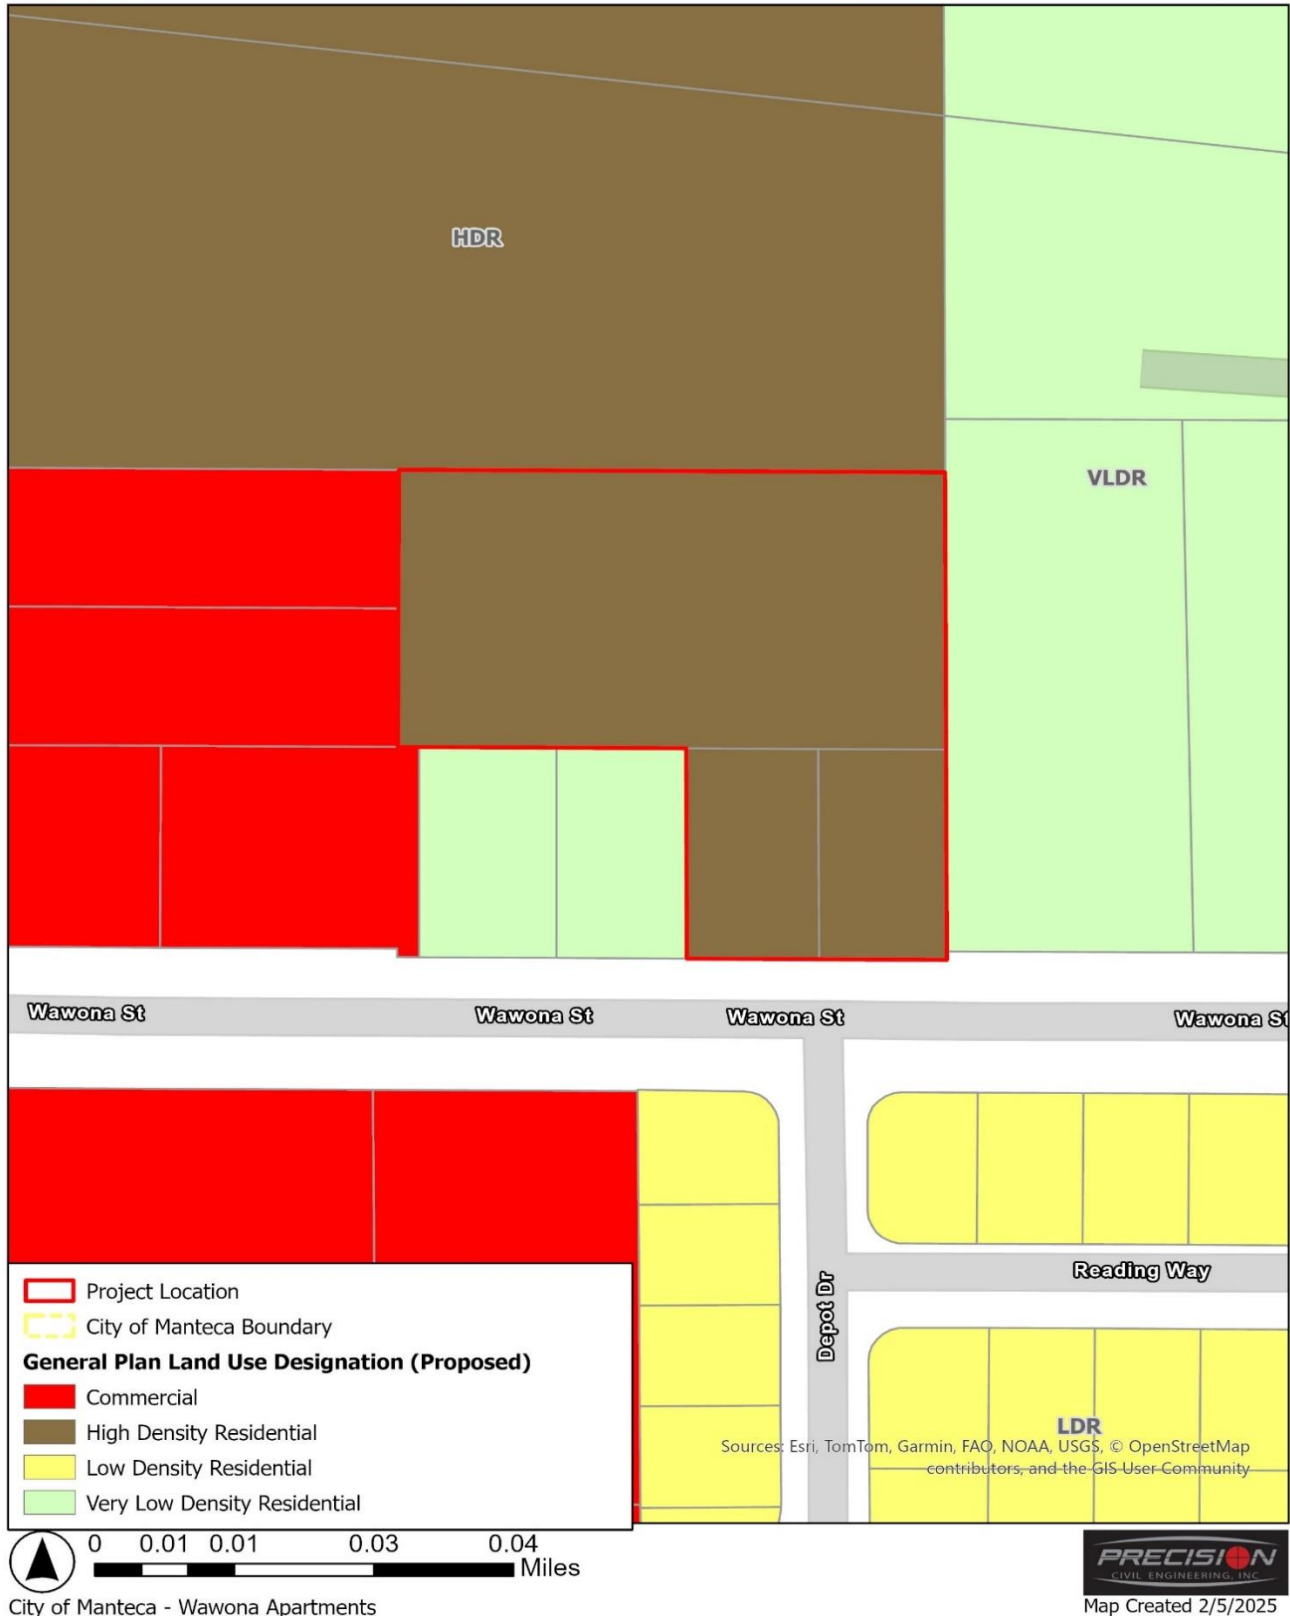 HDR
VLDR
Wawona St
Wawona St
Wawona St
Wawona St
Reading Way
Depot Dr
LDR
Sources: Esri, TomTom, Garmin, FAO, NOAA, USGS, © OpenStreetMap
contributors, and the GIS User Community
Project Location
City of Manteca Boundary
General Plan Land Use Designation (Proposed)
Commercial
High Density Residential
Low Density Residential
Very Low Density Residential
0 0.01 0.01 0.03 0.04
Miles
City of Manteca - Wawona Apartments
PRECISION
CIVIL ENGINEERING, INC
Map Created 2/5/2025